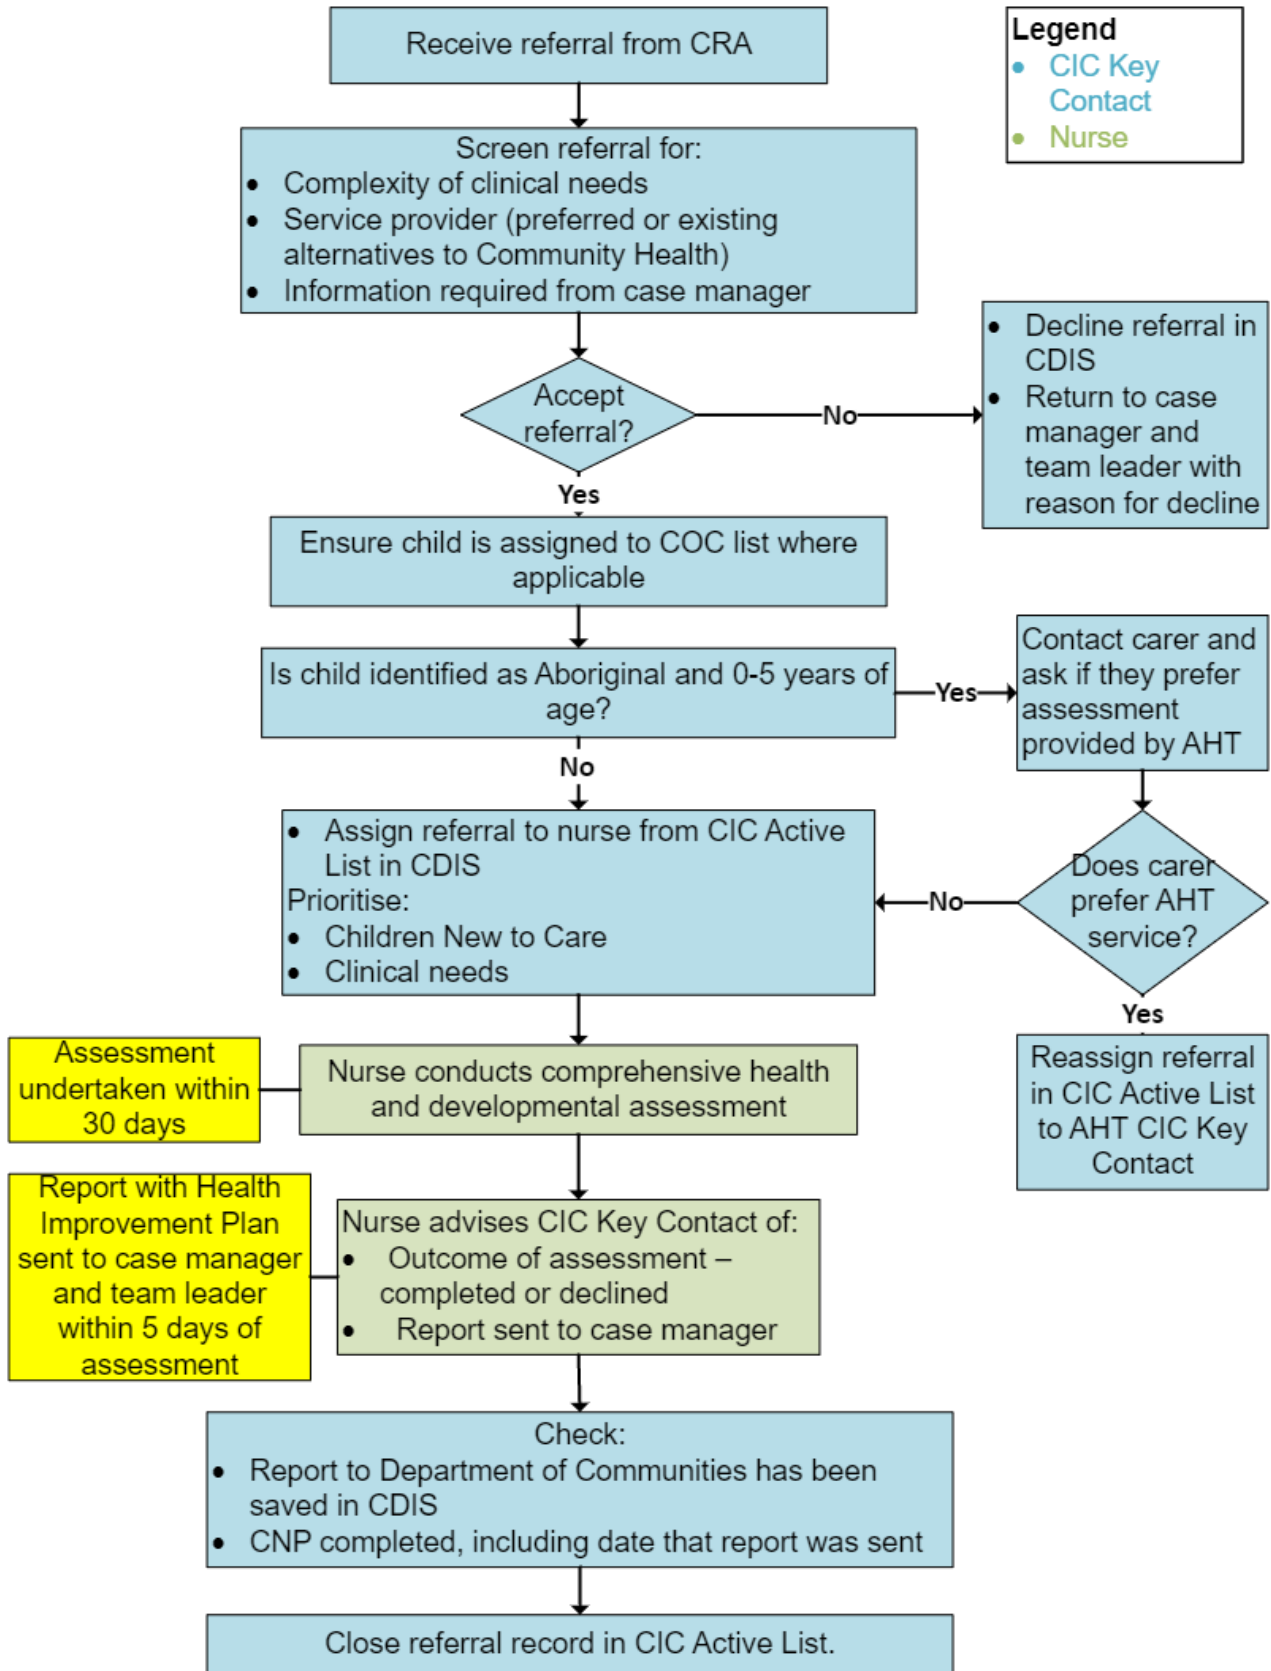 Receive referral from CRA
Legend
• CIC Key
Contact
• Nurse
Screen referral for:
• Complexity of clinical needs
• Service provider (preferred or existing
alternatives to Community Health)
• Information required from case manager
Accept
referral?
No
• Decline referral in
CDIS
• Return to case
manager and
team leader with
reason for decline
Yes
Ensure child is assigned to COC list where
applicable
Is child identified as Aboriginal and 0-5 years of
age?
Yes
Contact carer and
ask if they prefer
assessment
provided by AHT
No
Does carer
prefer AHT
service?
No
Yes
Reassign referral
in CIC Active List
to AHT CIC Key
Contact
• Assign referral to nurse from CIC Active
List in CDIS
Prioritise:
• Children New to Care
• Clinical needs
Assessment
undertaken within
30 days
Nurse conducts comprehensive health
and developmental assessment
Report with Health
Improvement Plan
sent to case manager
and team leader
within 5 days of
assessment
Nurse advises CIC Key Contact of:
• Outcome of assessment –
completed or declined
• Report sent to case manager
Check:
• Report to Department of Communities has been
saved in CDIS
• CNP completed, including date that report was sent
Close referral record in CIC Active List.